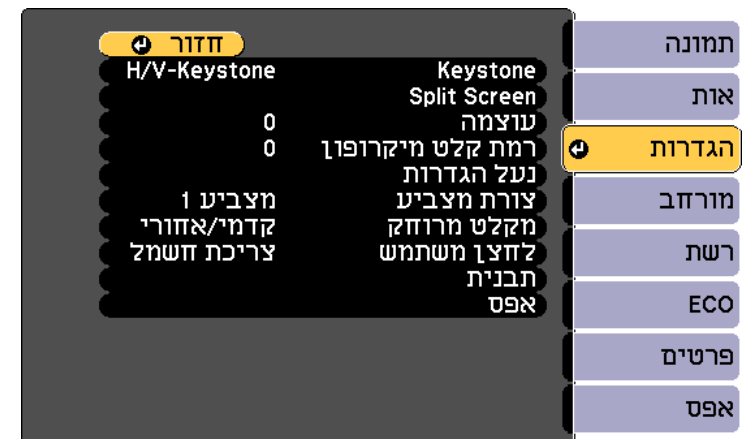 תמונה
אות
הגדרות
מורחב
רשת
ECO
פרטים
אפס
חזור
Keystone H/V-Keystone
Split Screen
עוצמה 0
רמת קלט מיקרופון 0
נעל הגדרות
צורת מצביע מצביע 1
מקלט מרוחק קדמי/אחורי
לחצן משתמש צריכת חשמל
תבנית
אפס